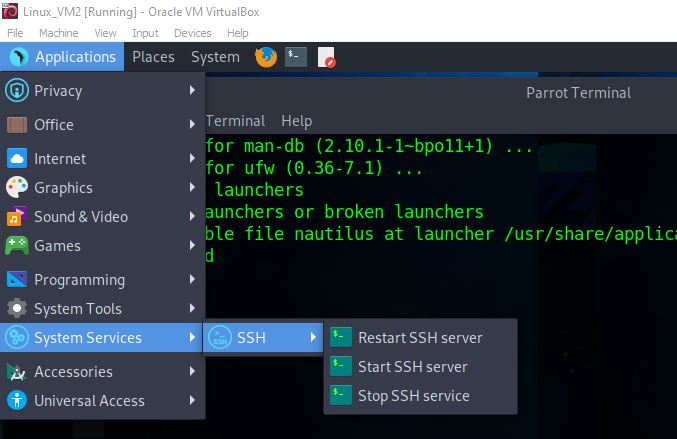 Linux_VM2 [Running] - Oracle VM VirtualBox
File Machine View Input Devices Help
Applications Places System $-
Parrot Terminal
Terminal Help
for man-db (2.10.1-1~bpo11+1) ...
for ufw (0.36-7.1) ...
launchers
aunchers or broken launchers
ble file nautilus at launcher /usr/share/applica
d
Privacy
Office
Internet
Graphics
Sound & Video
Games
Programming
System Tools
System Services
Accessories
Universal Access
>_ SSH SSH
$- Restart SSH server
$- Start SSH server
$- Stop SSH service